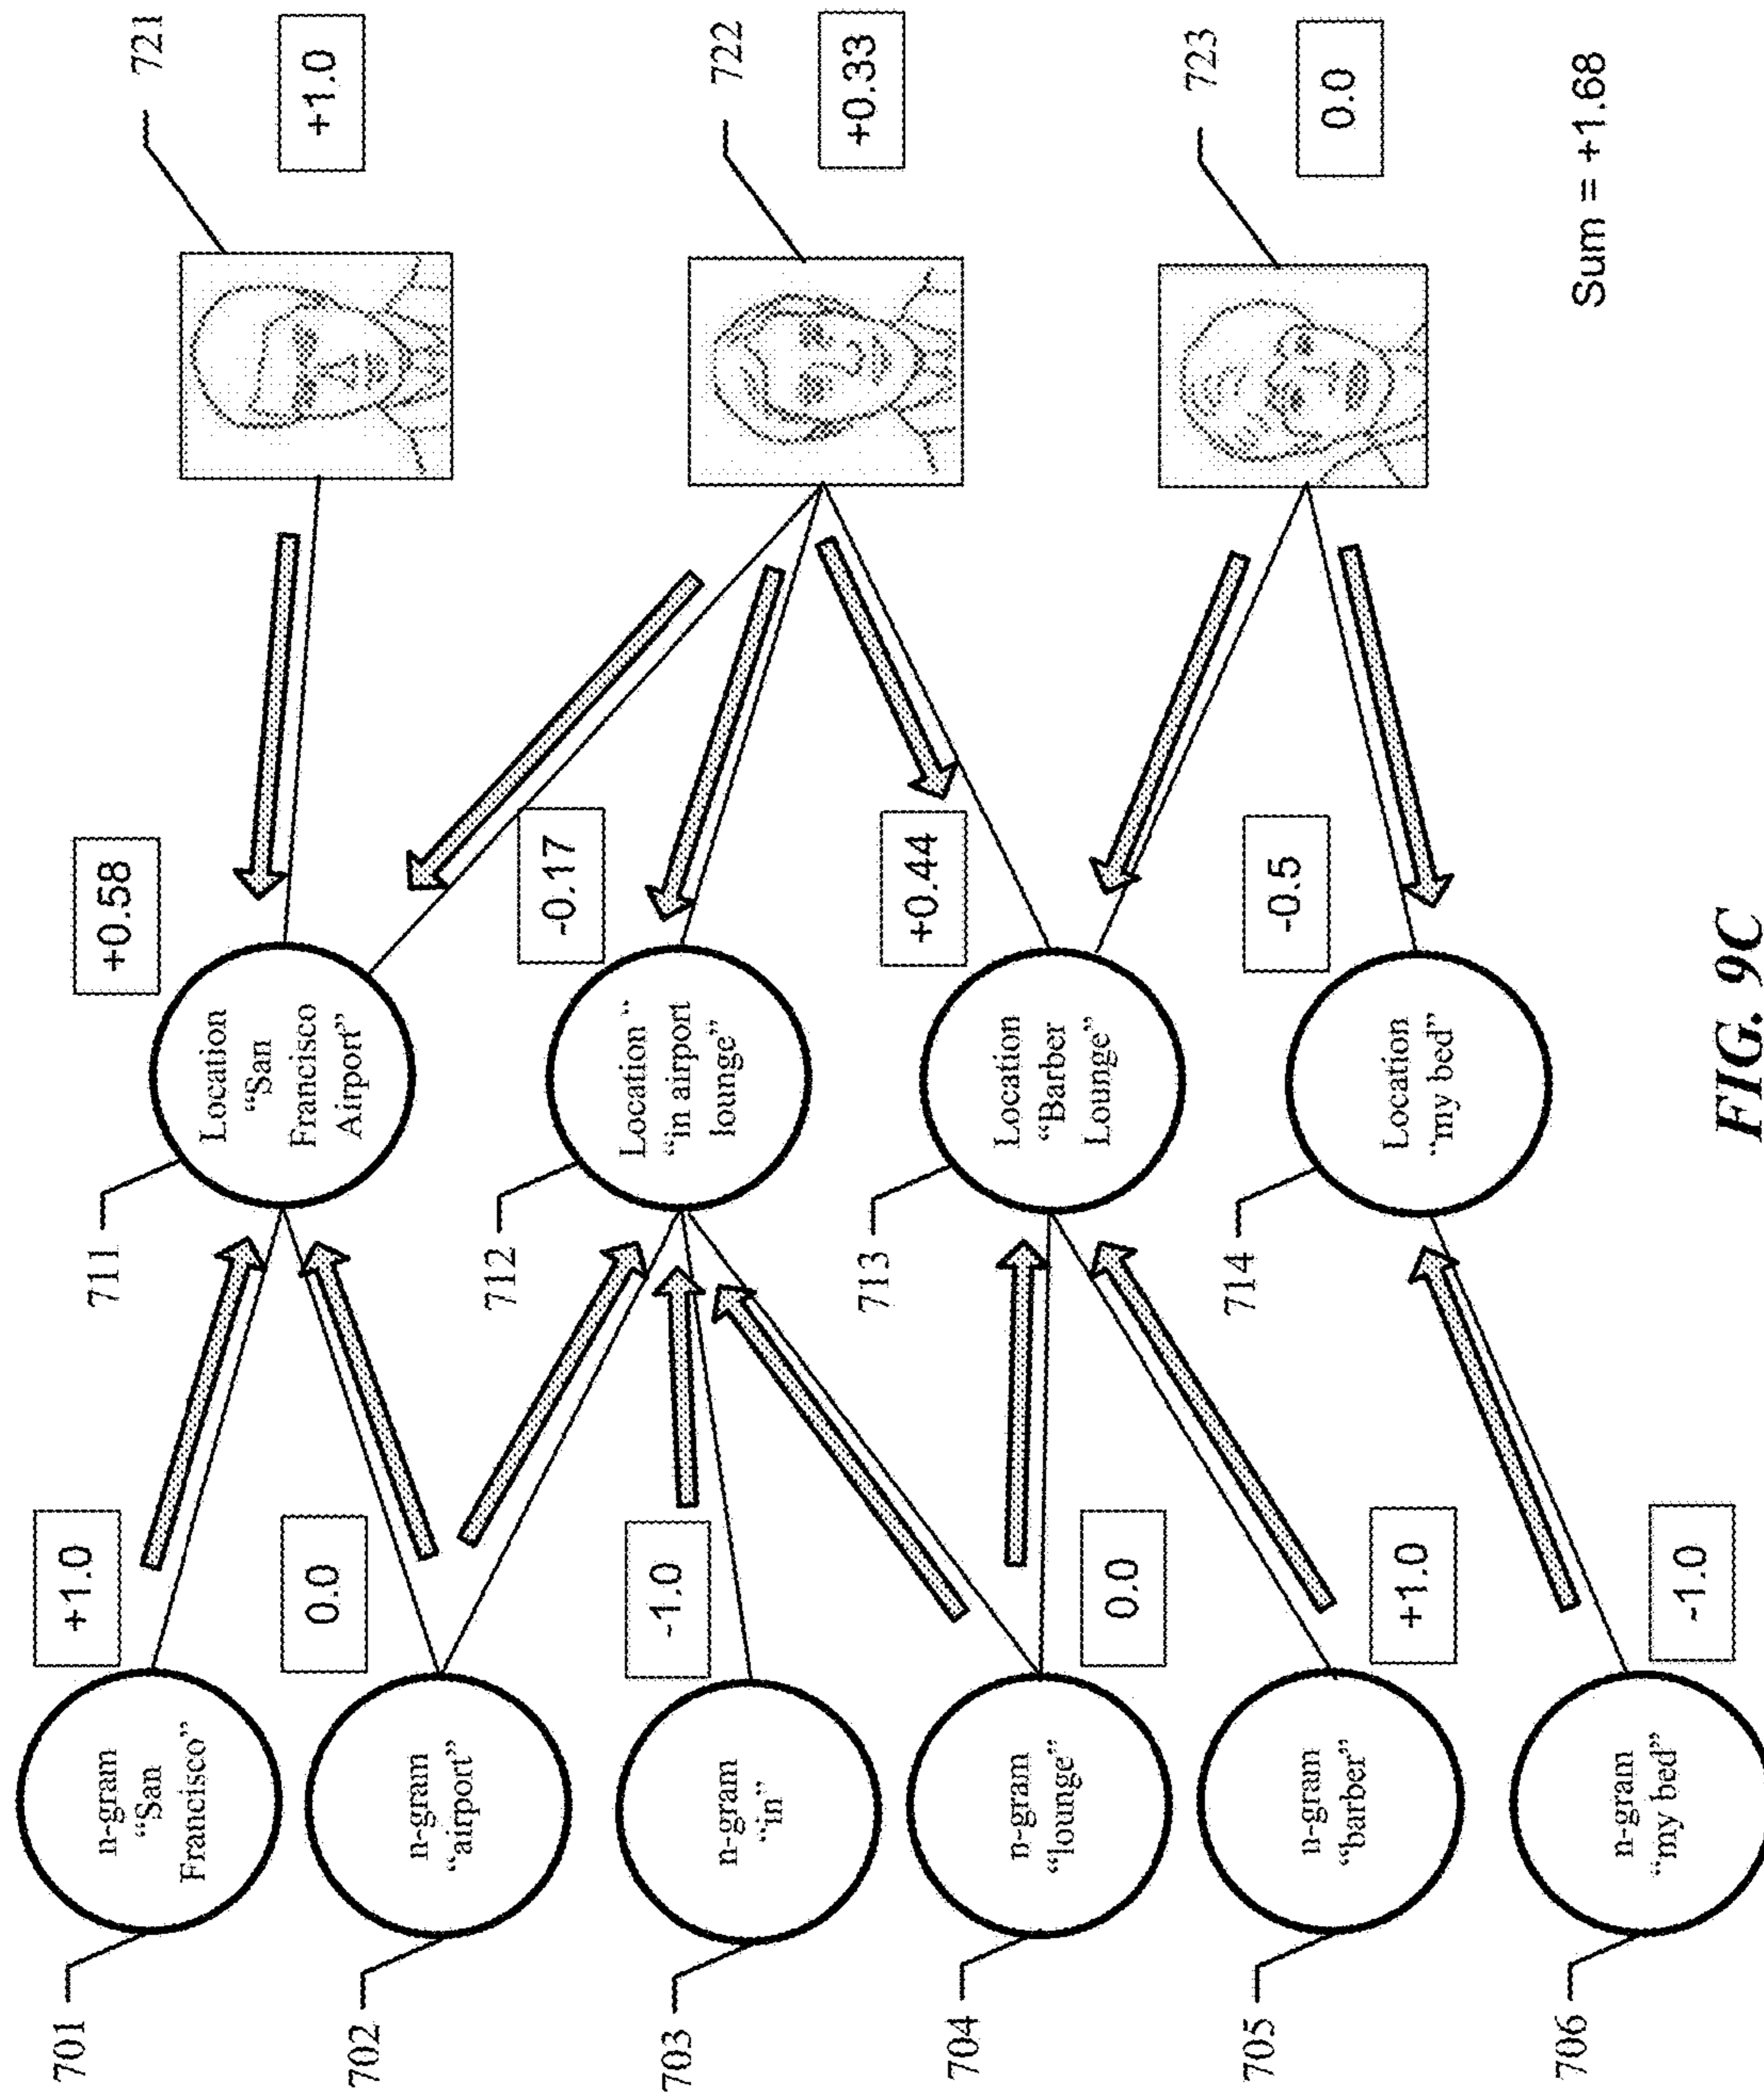 701
n-gram
“San
Francisco”
+1.0
702
n-gram
“airport”
0.0
703
n-gram
“in”
-1.0
704
n-gram
“lounge”
0.0
705
n-gram
“barber”
+1.0
706
n-gram
“my bed”
-1.0
711
Location
“San
Francisco
Airport”
+0.58
712
Location“
“in airport
lounge”
-0.17
713
Location
“Barber
Lounge”
+0.44
714
Location
“my bed”
-0.5
721
+1.0
722
+0.33
723
0.0
Sum = +1.68
FIG. 9C